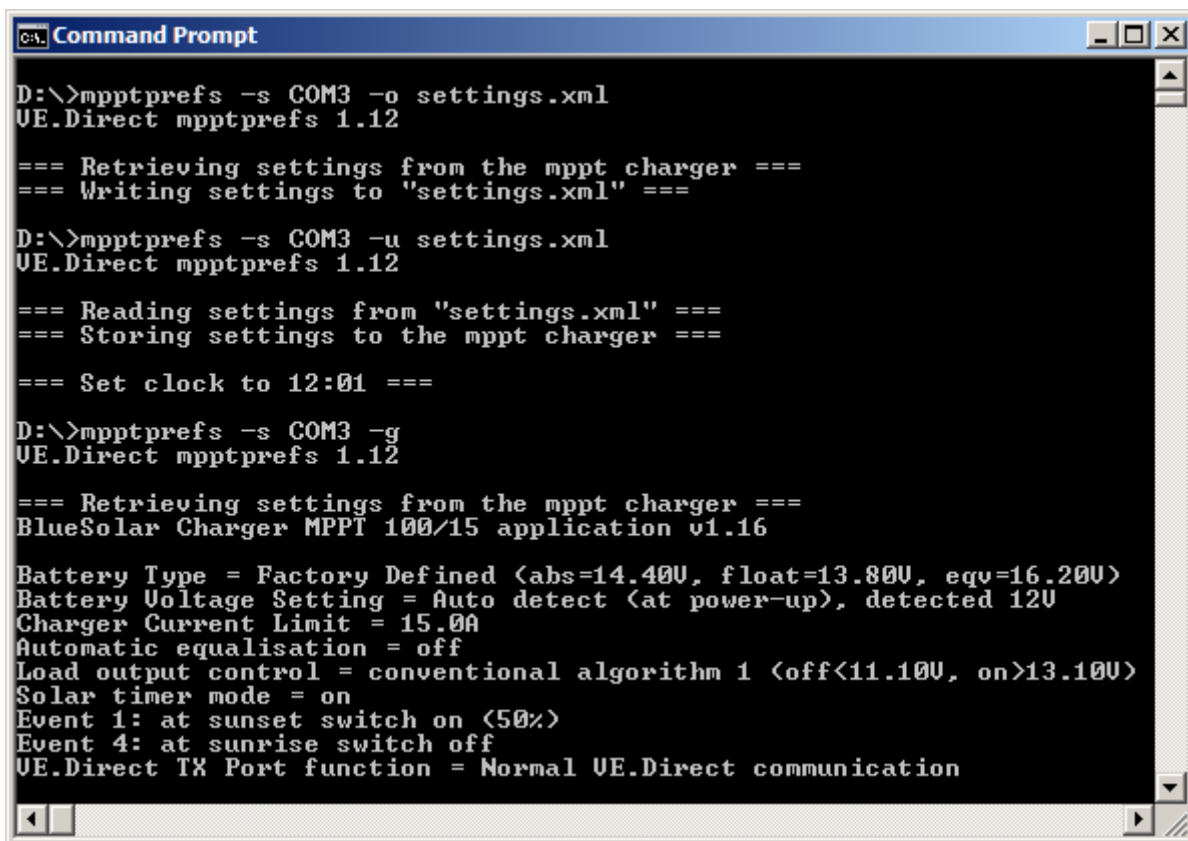 Command Prompt
D:\>mpptprefs -s COM3 -o settings.xml
VE.Direct mpptprefs 1.12
=== Retrieving settings from the mppt charger ===
=== Writing settings to "settings.xml" ===
D:\>mpptprefs -s COM3 -u settings.xml
VE.Direct mpptprefs 1.12
=== Reading settings from "settings.xml" ===
=== Storing settings to the mppt charger ===
=== Set clock to 12:01 ===
D:\>mpptprefs -s COM3 -g
VE.Direct mpptprefs 1.12
=== Retrieving settings from the mppt charger ===
BlueSolar Charger MPPT 100/15 application v1.16
Battery Type = Factory Defined (abs=14.40V, float=13.80V, eqv=16.20V)
Battery Voltage Setting = Auto detect (at power-up), detected 12V
Charger Current Limit = 15.0A
Automatic equalisation = off
Load output control = conventional algorithm 1 (off<11.10V, on>13.10V)
Solar timer mode = on
Event 1: at sunset switch on (50%)
Event 4: at sunrise switch off
VE.Direct TX Port function = Normal VE.Direct communication